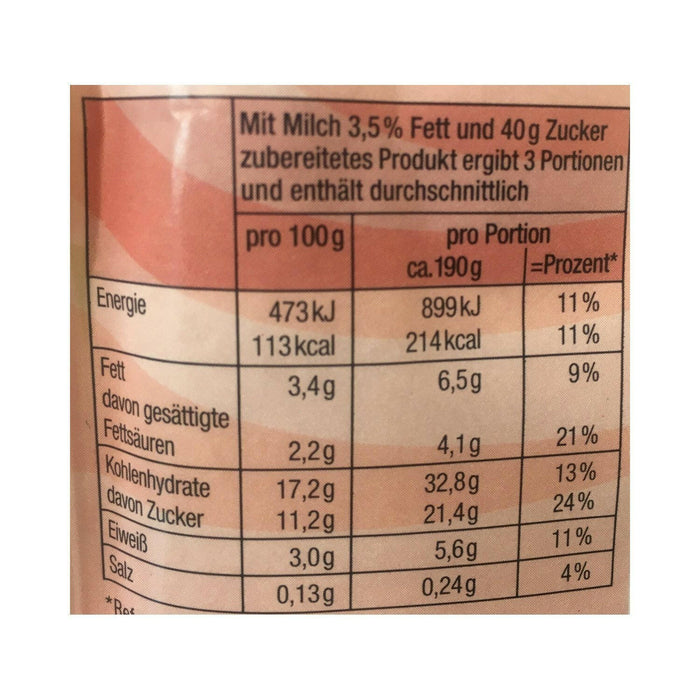 Mit Milch 3,5% Fett und 40g Zucker
zubereitetes Produkt ergibt 3 Portionen
und enthält durchschnittlich
pro 100g pro Portion
ca.190g =Prozent*
Energie 473kJ 899kJ 11%
113kcal 214kcal 11%
Fett 3,4g 6,5g 9%
davon gesättigte
Fettsäuren 2,2g 4,1g 21%
Kohlenhydrate 17,2g 32,8g 13%
davon Zucker 11,2g 21,4g 24%
Eiweiß 3,0g 5,6g 11%
Salz 0,13g 0,24g 4%